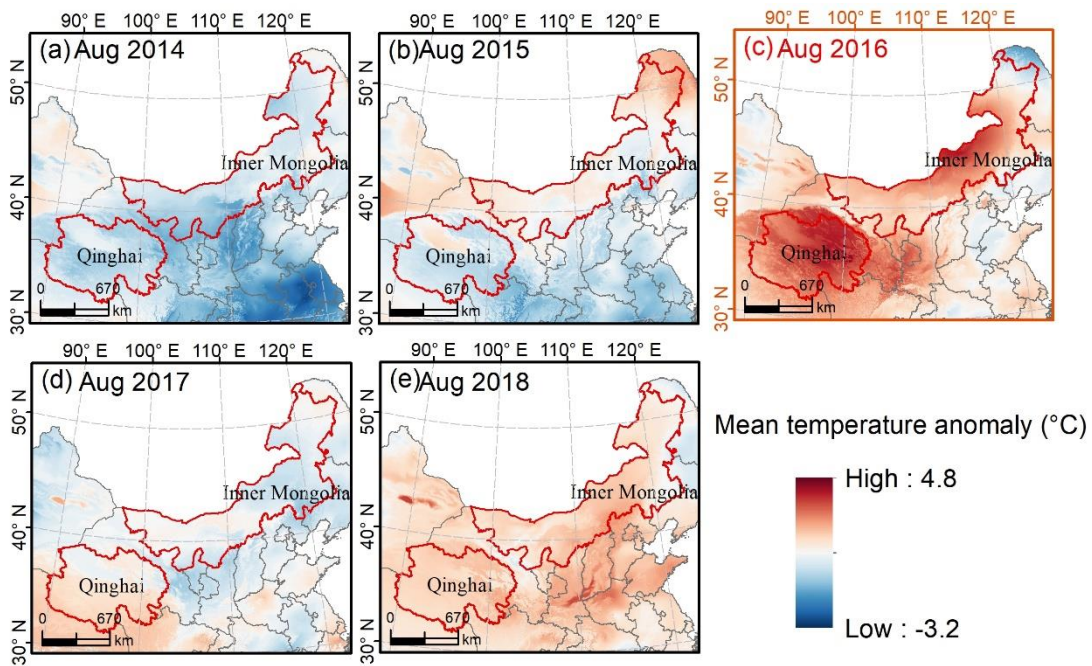 90° E 100° E 110° E 120° E
90° E 100° E 110° E 120° E
90° E 100° E 110° E 120° E
(a) Aug 2014
50° N
40° N
30° N
Inner Mongolia
Qinghai
0 670
km
(b) Aug 2015
50° N
40° N
30° N
Inner Mongolia
Qinghai
0 670
km
(c) Aug 2016
50° N
40° N
30° N
Inner Mongolia
Qinghai
0 670
km
90° E 100° E 110° E 120° E
90° E 100° E 110° E 120° E
(d) Aug 2017
50° N
40° N
30° N
Inner Mongolia
Qinghai
0 670
km
(e) Aug 2018
50° N
40° N
30° N
Inner Mongolia
Qinghai
0 670
km
Mean temperature anomaly (°C)
High : 4.8
Low : -3.2